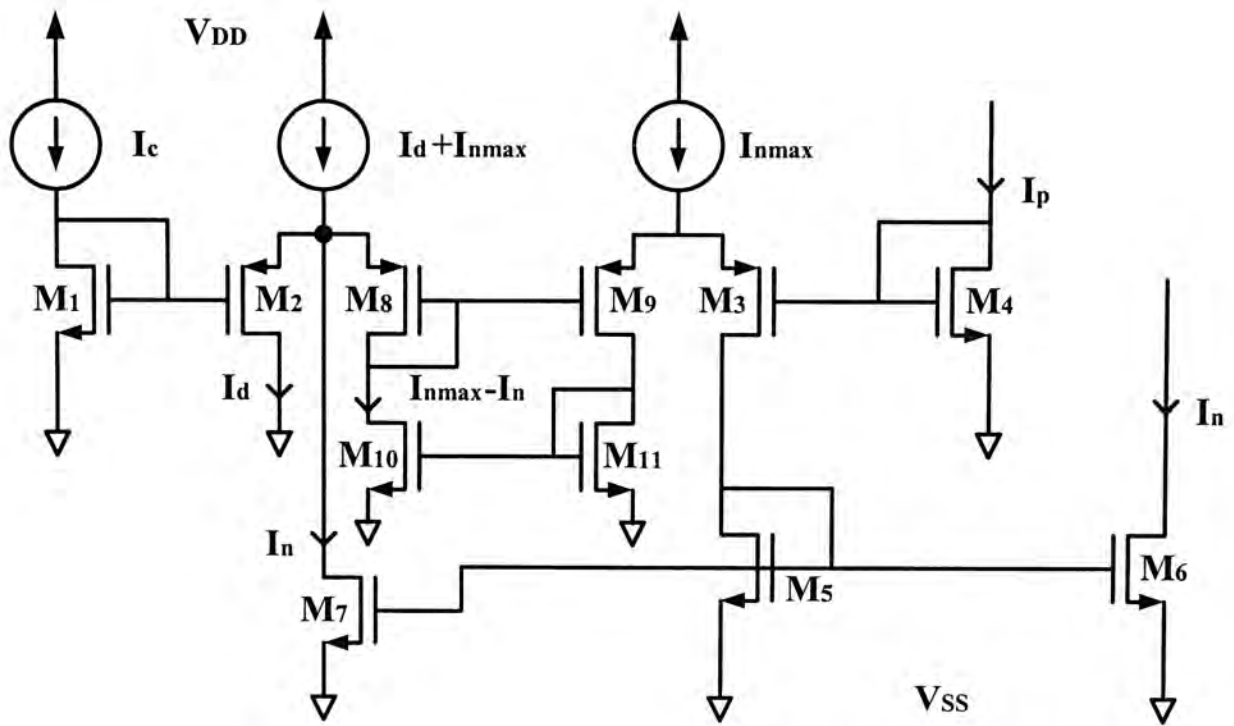 VDD
Ic
Id+Inmax
Inmax
Ip
M1
M2
M8
M9
M3
M4
Id
Inmax-In
In
M10
M11
In
M7
M5
M6
VSS